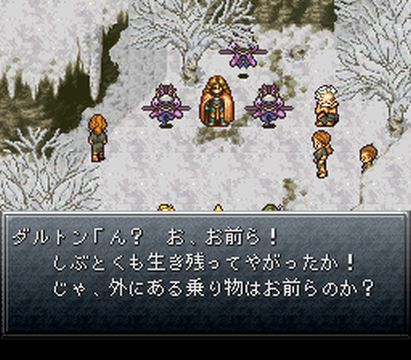 ダルトン「ん？　お、お前ら！
しぶとくも生き残ってやがったか！
じゃ、外にある乗り物はお前らのか？